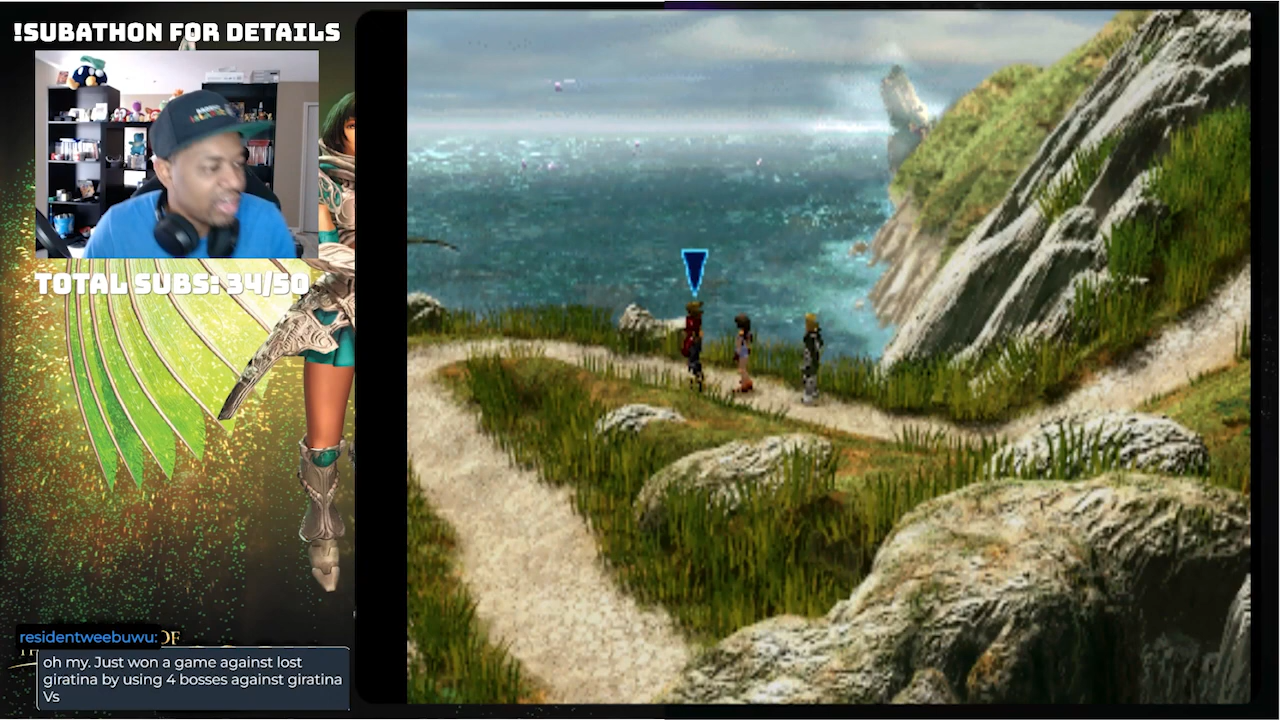 !SUBATHON FOR DETAILS
TOTAL SUBS: 34/50
residentweebuwu: OF
oh my. Just won a game against lost
giratina by using 4 bosses against giratina
Vs